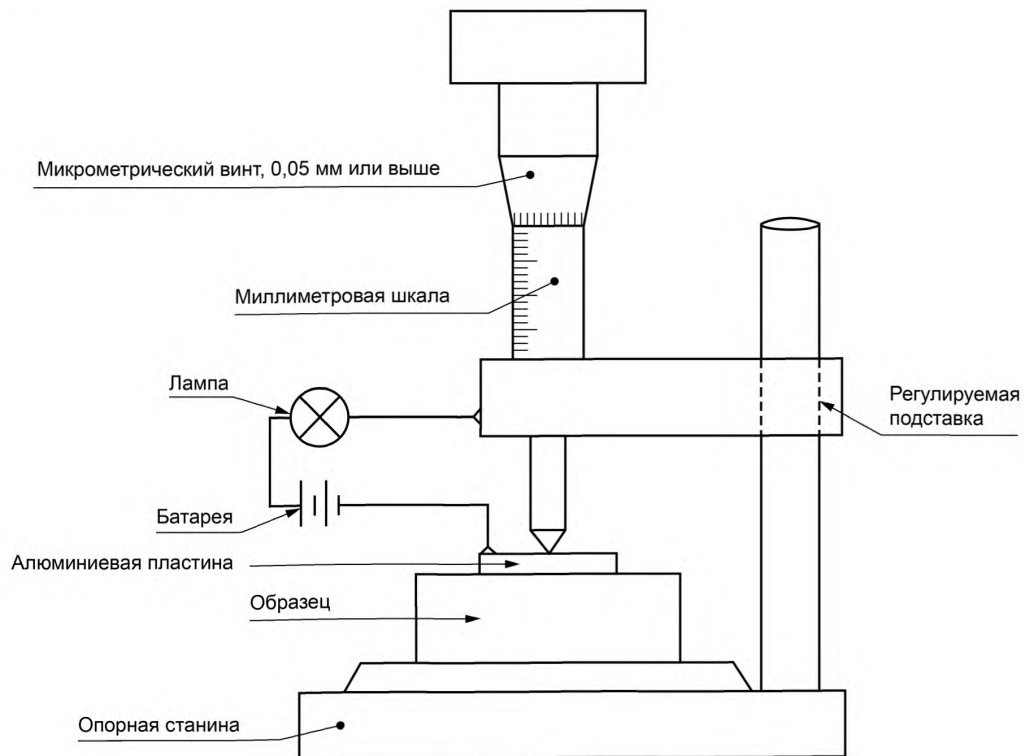 Микрометрический винт, 0,05 мм или выше
Миллиметровая шкала
Лампа
Регулируемая
подставка
Батарея
Алюминиевая пластина
Образец
Опорная станина